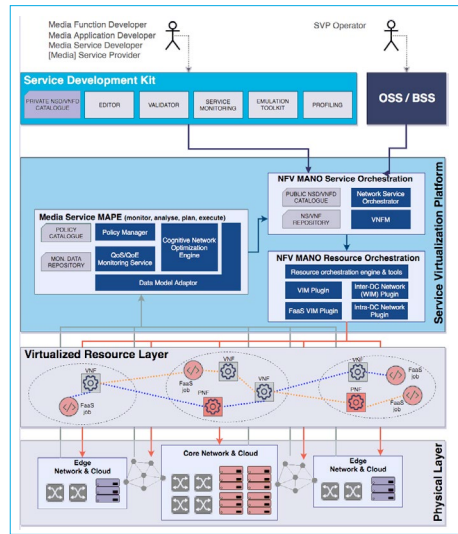 Media Function Developer
Media Application Developer
Media Service Developer
[Media] Service Provider
SVP Operator
Service Development Kit
PRIVATE NSD/VNFD
CATALOGUE
EDITOR
VALIDATOR
SERVICE
MONITORING
EMULATION
TOOLKIT
PROFILING
OSS / BSS
Service Virtualization Platform
NFV MANO Service Orchestration
PUBLIC NSD/VNFD
CATALOGUE
Network Service
Orchestrator
NS/VNF
REPOSITORY
VNFM
Media Service MAPE (monitor, analyse, plan, execute)
POLICY
CATALOGUE
Policy Manager
Cognitive Network
Optimization
Engine
MON. DATA
REPOSITORY
QoS/QoE
Monitoring Service
Data Model Adaptor
NFV MANO Resource Orchestration
Resource orchestration engine & tools
VIM Plugin
Inter-DC Network
(WIM) Plugin
FaaS VIM Plugin
Intra-DC Network
Plugin
Virtualized Resource Layer
VNF
FaaS
job
FaaS
job
VNF
PNF
VNF
VNF
FaaS
job
PNF
FaaS
job
Physical Layer
Edge
Network & Cloud
Core Network & Cloud
Edge
Network & Cloud